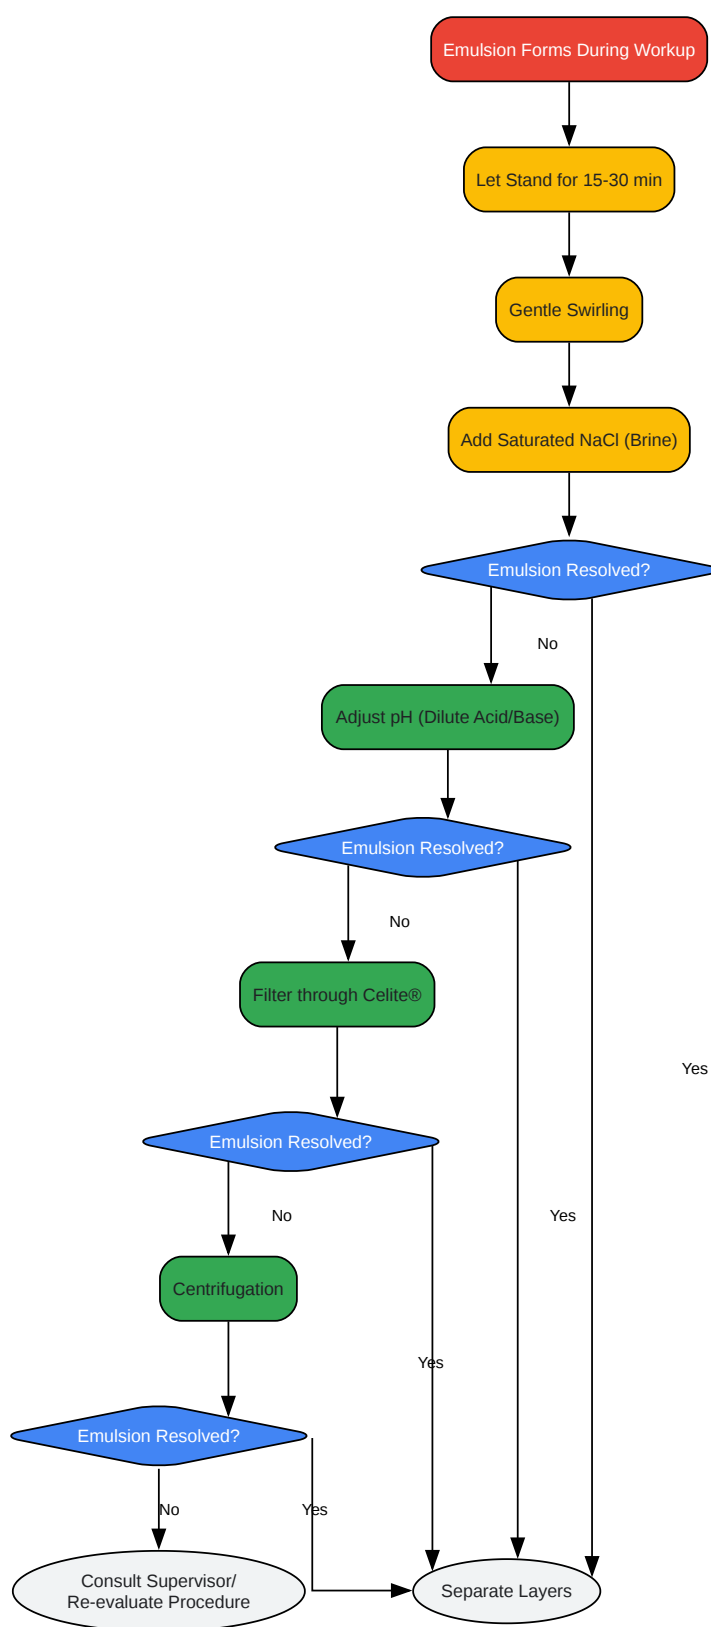 Emulsion Forms During Workup
Let Stand for 15-30 min
Gentle Swirling
Add Saturated NaCl (Brine)
Emulsion Resolved?
No
Adjust pH (Dilute Acid/Base)
Emulsion Resolved?
No
Filter through Celite®
Yes
Emulsion Resolved?
No
Yes
Centrifugation
Yes
Emulsion Resolved?
No
Yes
Consult Supervisor/
Re-evaluate Procedure
Separate Layers